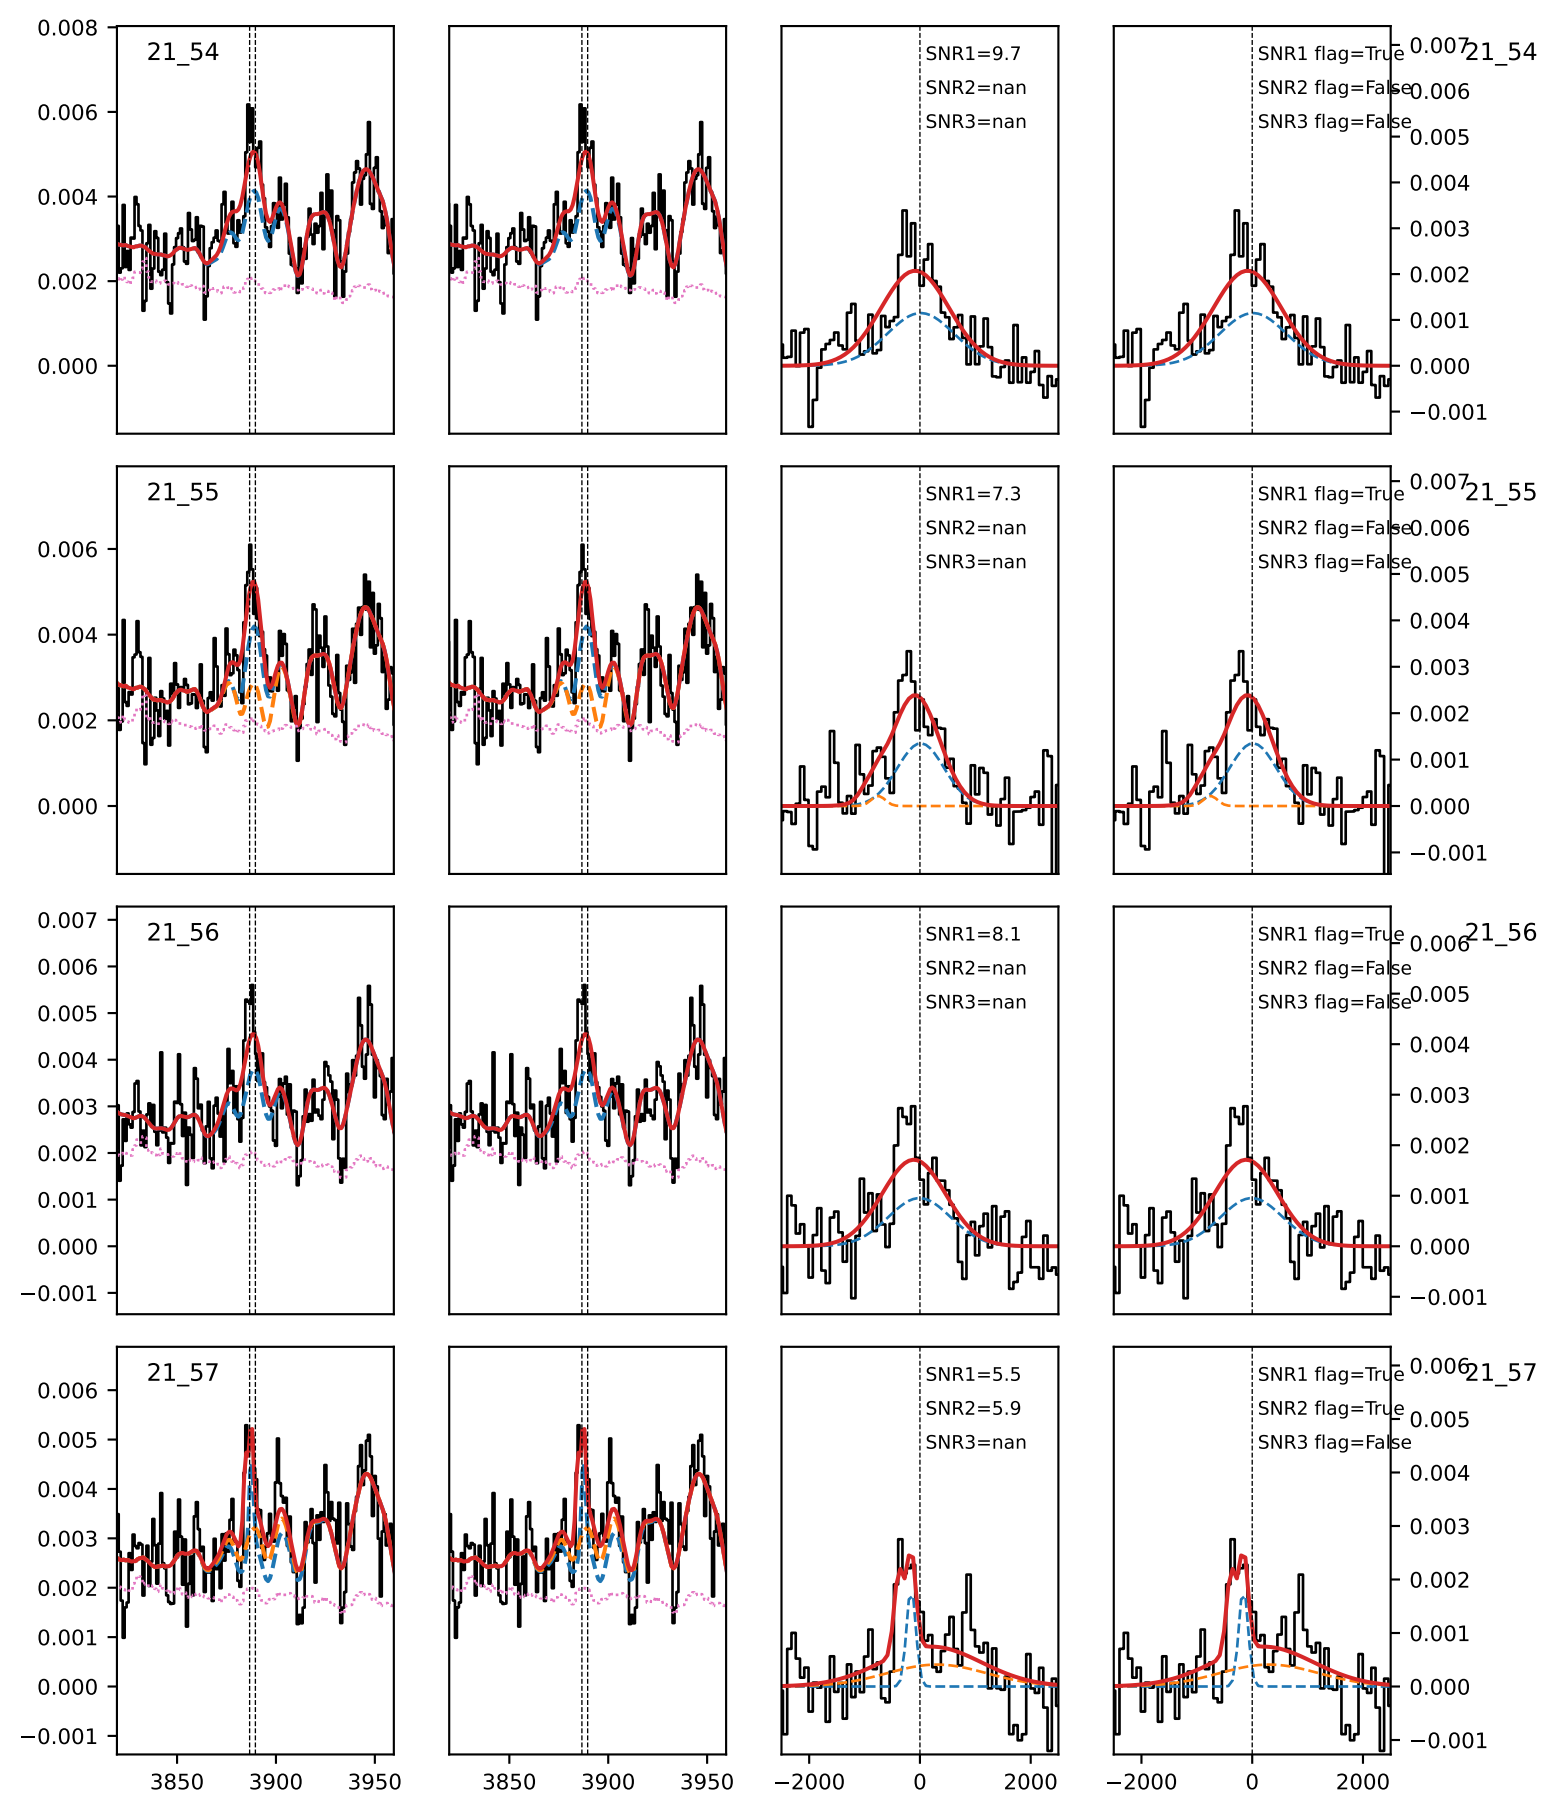 0.008
0.006
0.004
0.002
0.000
21_54
SNR1=9.7
SNR2=nan
SNR3=nan
SNR1 flag=True
SNR2 flag=False
SNR3 flag=False
0.007
0.006
0.005
0.004
0.003
0.002
0.001
0.000
−0.001
21_54
0.006
0.004
0.002
0.000
21_55
SNR1=7.3
SNR2=nan
SNR3=nan
SNR1 flag=True
SNR2 flag=False
SNR3 flag=False
0.007
0.006
0.005
0.004
0.003
0.002
0.001
0.000
−0.001
21_55
0.007
0.006
0.005
0.004
0.003
0.002
0.001
0.000
−0.001
21_56
SNR1=8.1
SNR2=nan
SNR3=nan
SNR1 flag=True
SNR2 flag=False
SNR3 flag=False
0.006
0.005
0.004
0.003
0.002
0.001
0.000
−0.001
21_56
0.006
0.005
0.004
0.003
0.002
0.001
0.000
−0.001
21_57
SNR1=5.5
SNR2=5.9
SNR3=nan
SNR1 flag=True
SNR2 flag=True
SNR3 flag=False
0.006
0.005
0.004
0.003
0.002
0.001
0.000
−0.001
21_57
3850 3900 3950
3850 3900 3950
−2000 0 2000
−2000 0 2000